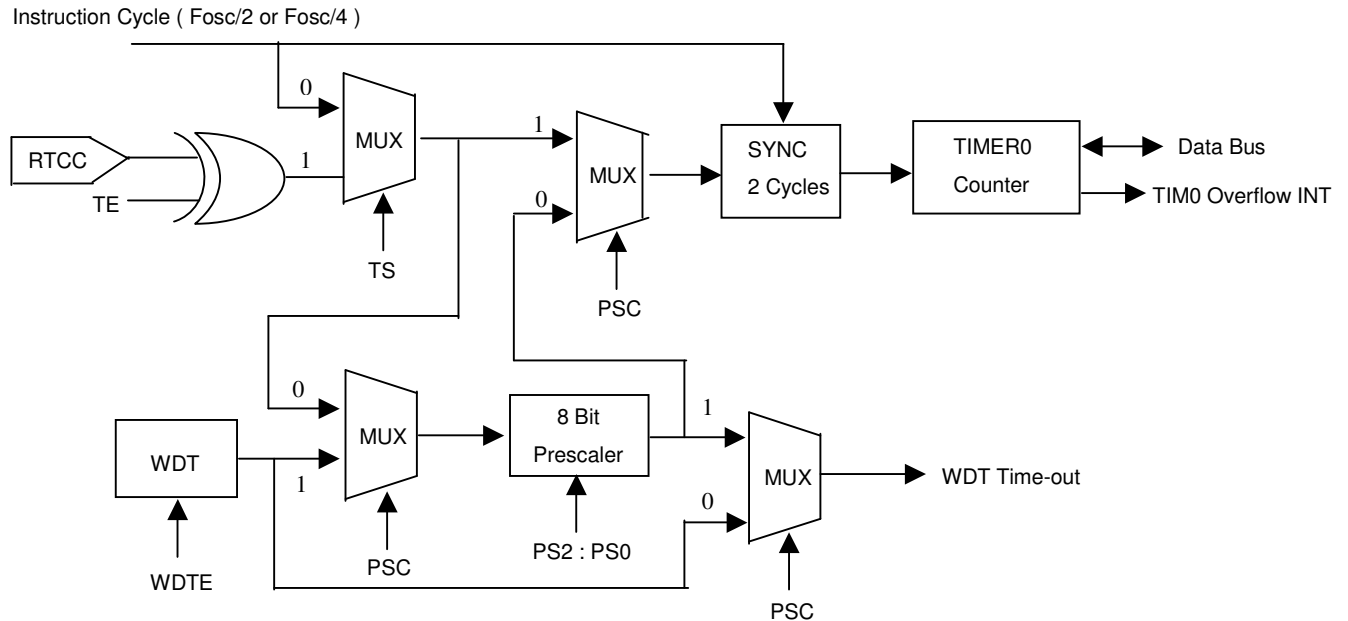 Instruction Cycle ( Fosc/2 or Fosc/4 )
0
MUX
1
RTCC
TE
TS
1
0
MUX
PSC
SYNC
2 Cycles
TIMER0
Counter
Data Bus
TIM0 Overflow INT
0
MUX
1
WDT
WDTE
PSC
8 Bit
Prescaler
PS2 : PS0
1
0
MUX
PSC
WDT Time-out